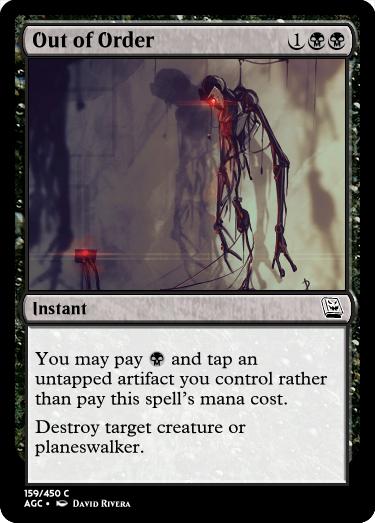 Out of Order 1
Instant
You may pay and tap an
untapped artifact you control rather
than pay this spell's mana cost.
Destroy target creature or
planeswalker.
159/450 C
AGC • David Rivera